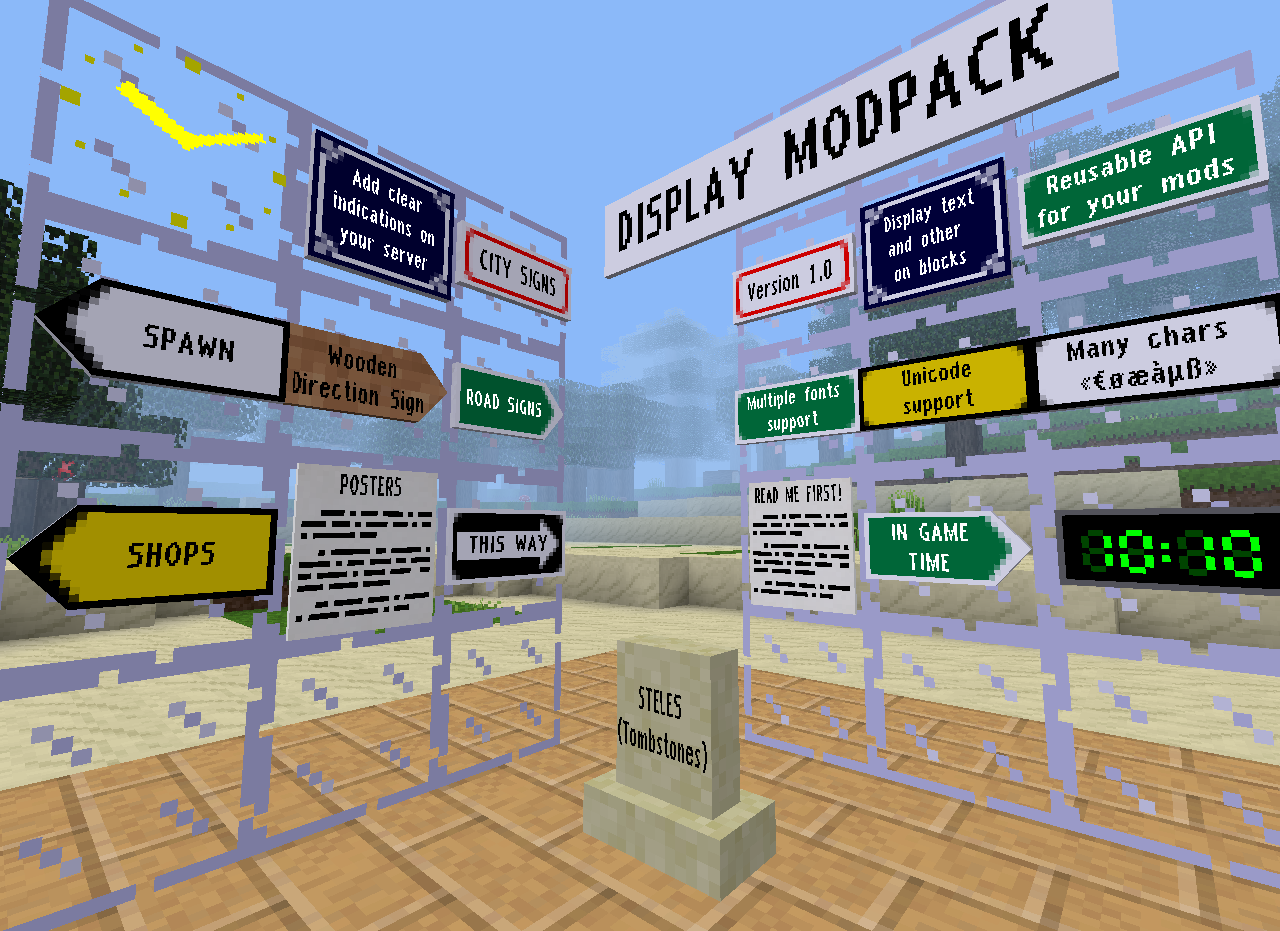 DISPLAY MODPACK
Add clear
indications on
your server
CITY SIGNS
SPAWN
Wooden
Direction Sign
ROAD SIGNS
SHOPS
POSTERS
THIS WAY
Version 1.0
Display text
and other
on blocks
Reusable API
for your mods
Multiple fonts
support
Unicode
support
Many chars
«€øæàµß»
READ ME FIRST!
IN GAME
TIME
10:18
STELES
(Tombstones)